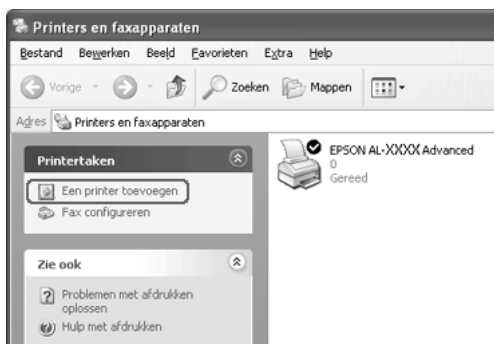 Printers en faxapparaten
Bestand Bewerken Beeld Favorieten Extra Help
Vorige Zoeken Mappen
Adres Printers en faxapparaten
Printertaken
Een printer toevoegen
Fax configureren
Zie ook
Problemen met afdrukken
oplossen
Hulp met afdrukken
EPSON AL-XXXX Advanced
0
Gereed